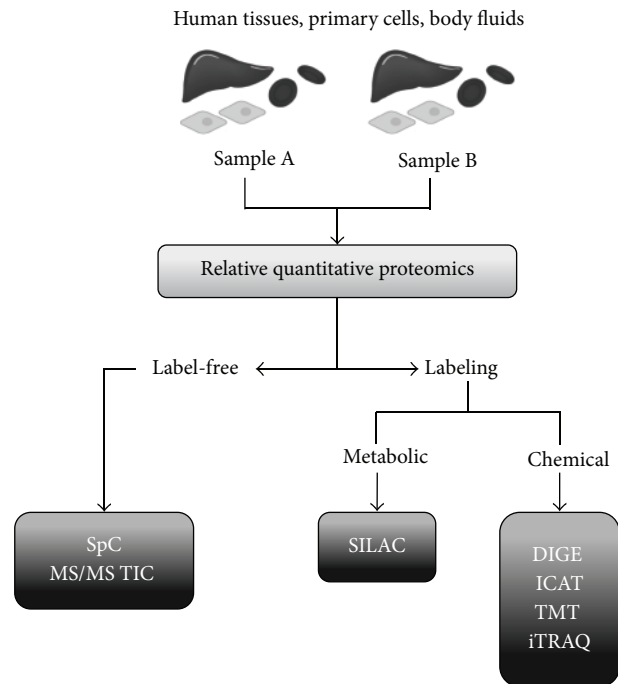 Human tissues, primary cells, body fluids
Sample A
Sample B
Relative quantitative proteomics
Label-free
Labeling
Metabolic
Chemical
SpC
MS/MS TIC
SILAC
DIGE
ICAT
TMT
iTRAQ